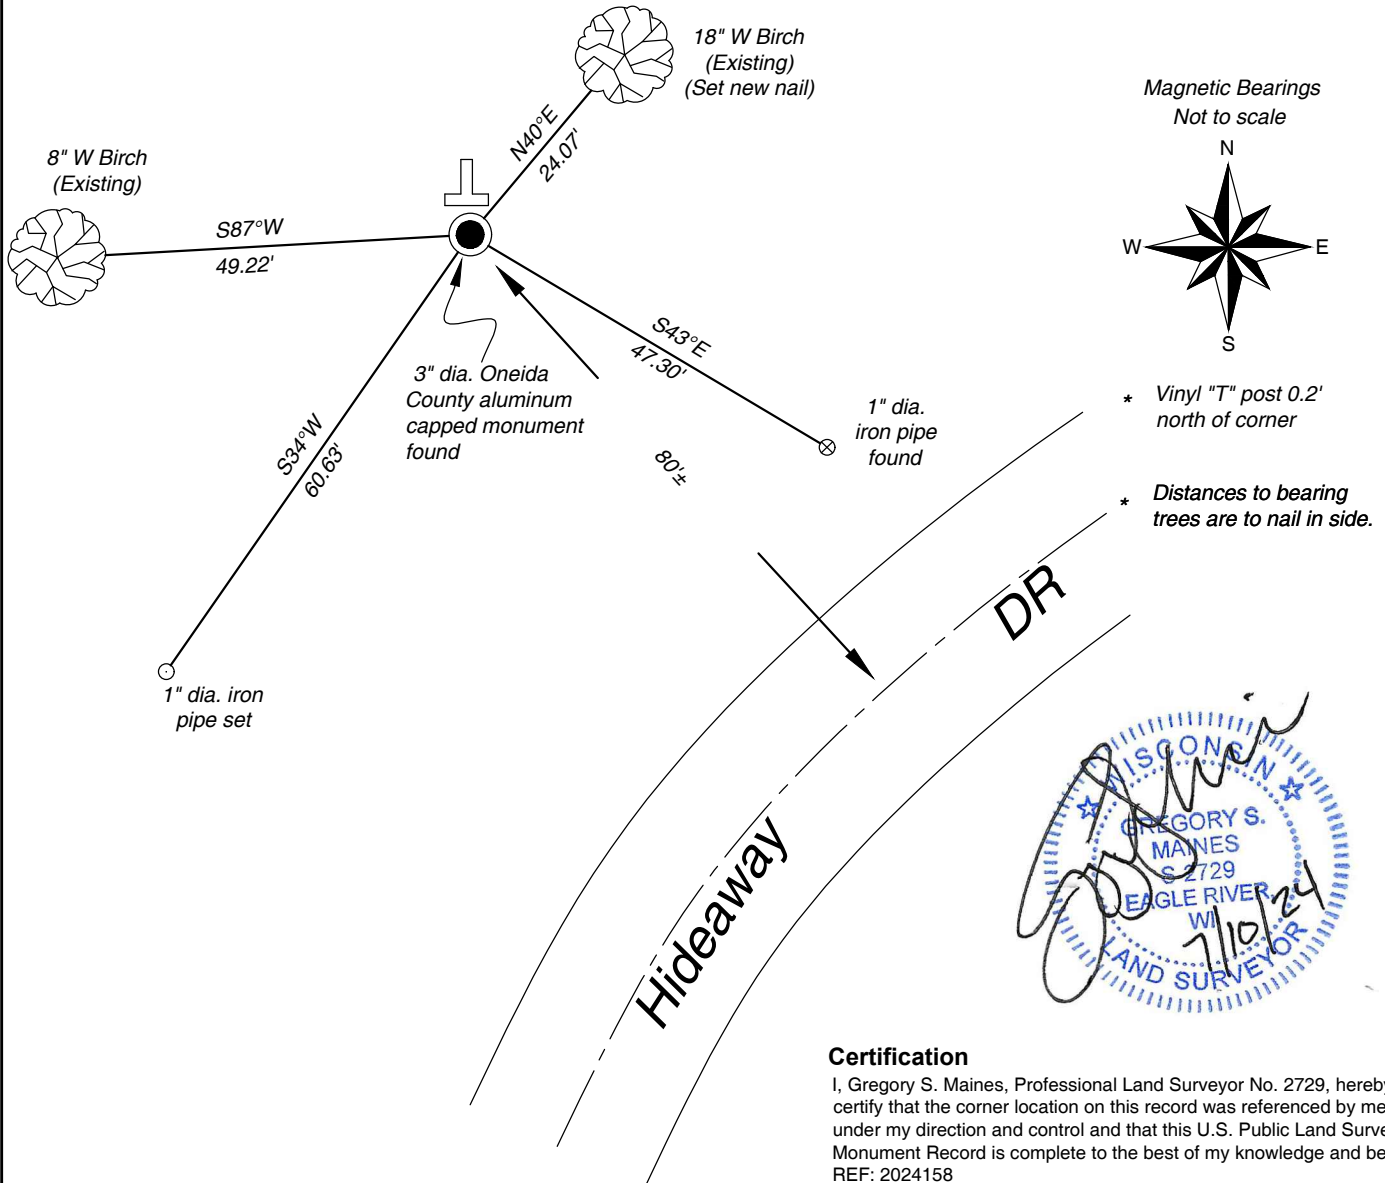 18" W Birch
(Existing)
(Set new nail)
8" W Birch
(Existing)
N40°E
24.07'
S87°W
49.22'
S43°E
47.30'
S34°W
60.63'
3" dia. Oneida
County aluminum
capped monument
found
1" dia.
iron pipe
found
80'±
1" dia. iron
pipe set
Magnetic Bearings
Not to scale
N
W
E
S
* Vinyl "T" post 0.2'
north of corner
* Distances to bearing
trees are to nail in side.
Hideaway DR
WISCONSIN
GREGORY S.
MAINES
S-2729
EAGLE RIVER,
WI
7/10/24
LAND SURVEYOR
Certification
I, Gregory S. Maines, Professional Land Surveyor No. 2729, hereby
certify that the corner location on this record was referenced by me
under my direction and control and that this U.S. Public Land Surve
Monument Record is complete to the best of my knowledge and be
REF: 2024158